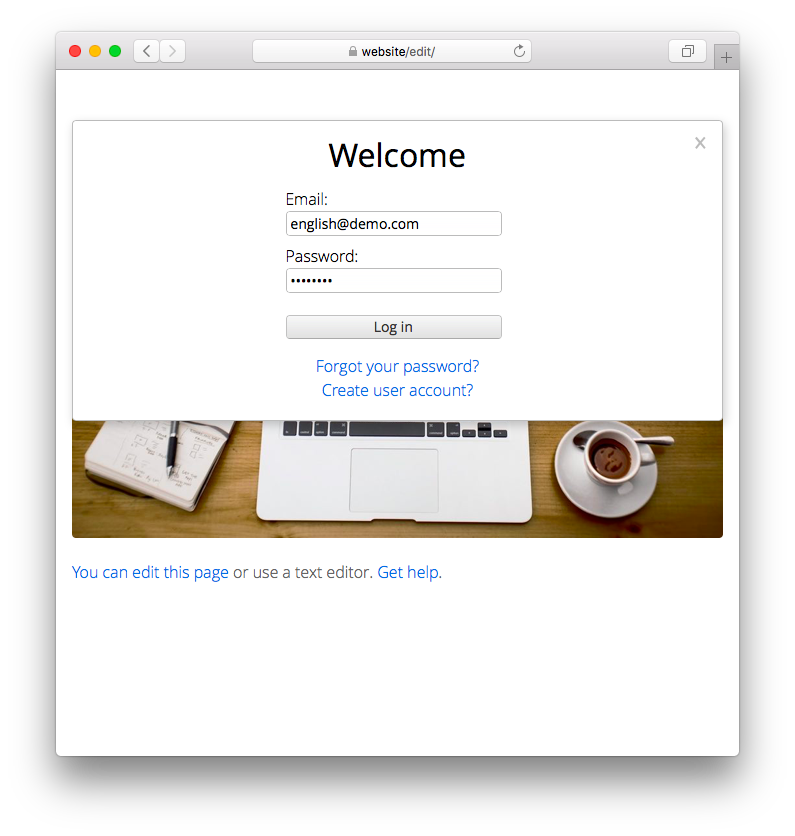 website/edit/
Welcome
x
Email:
english@demo.com
Password:
••••••••
Log in
Forgot your password?
Create user account?
You can edit this page or use a text editor. Get help.